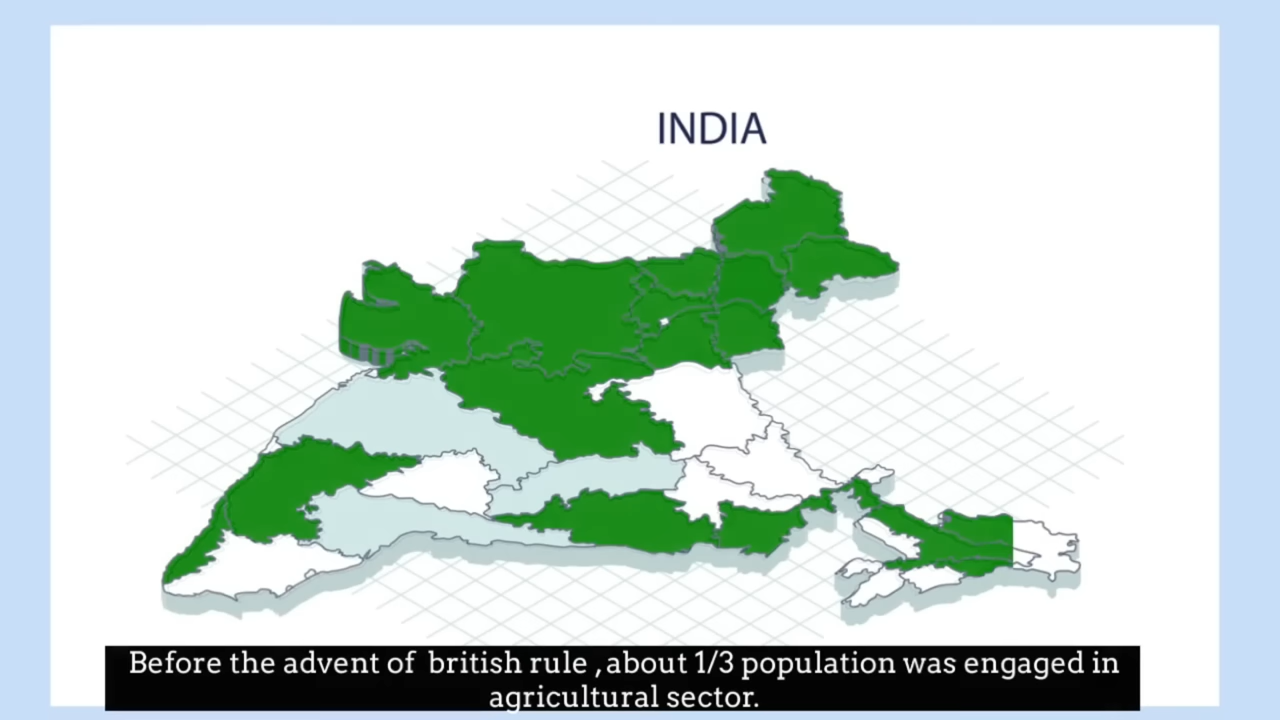 INDIA
Before the advent of  british rule ,about 1/3 population was engaged in
agricultural sector.